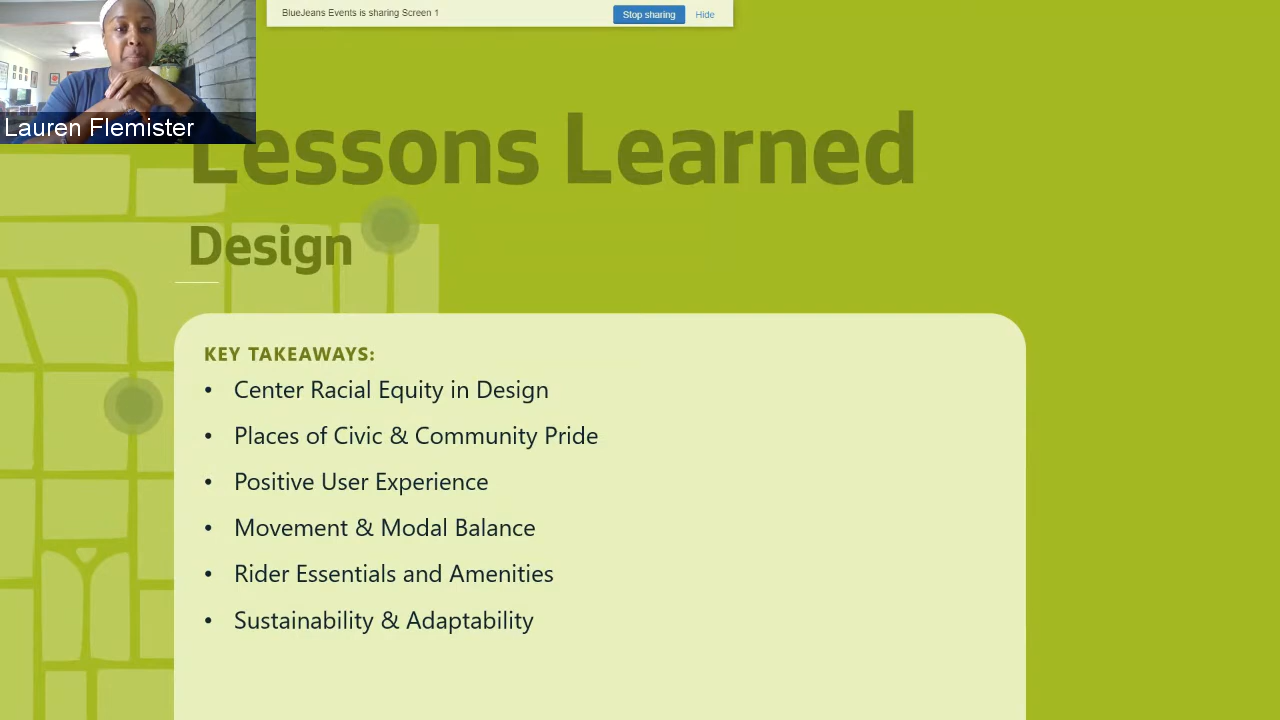 BlueJeans Events is sharing Screen 1
Stop sharing
Hide
Lauren Flemister
Lessons Learned
Design
KEY TAKEAWAYS:
• Center Racial Equity in Design
• Places of Civic & Community Pride
• Positive User Experience
• Movement & Modal Balance
• Rider Essentials and Amenities
• Sustainability & Adaptability